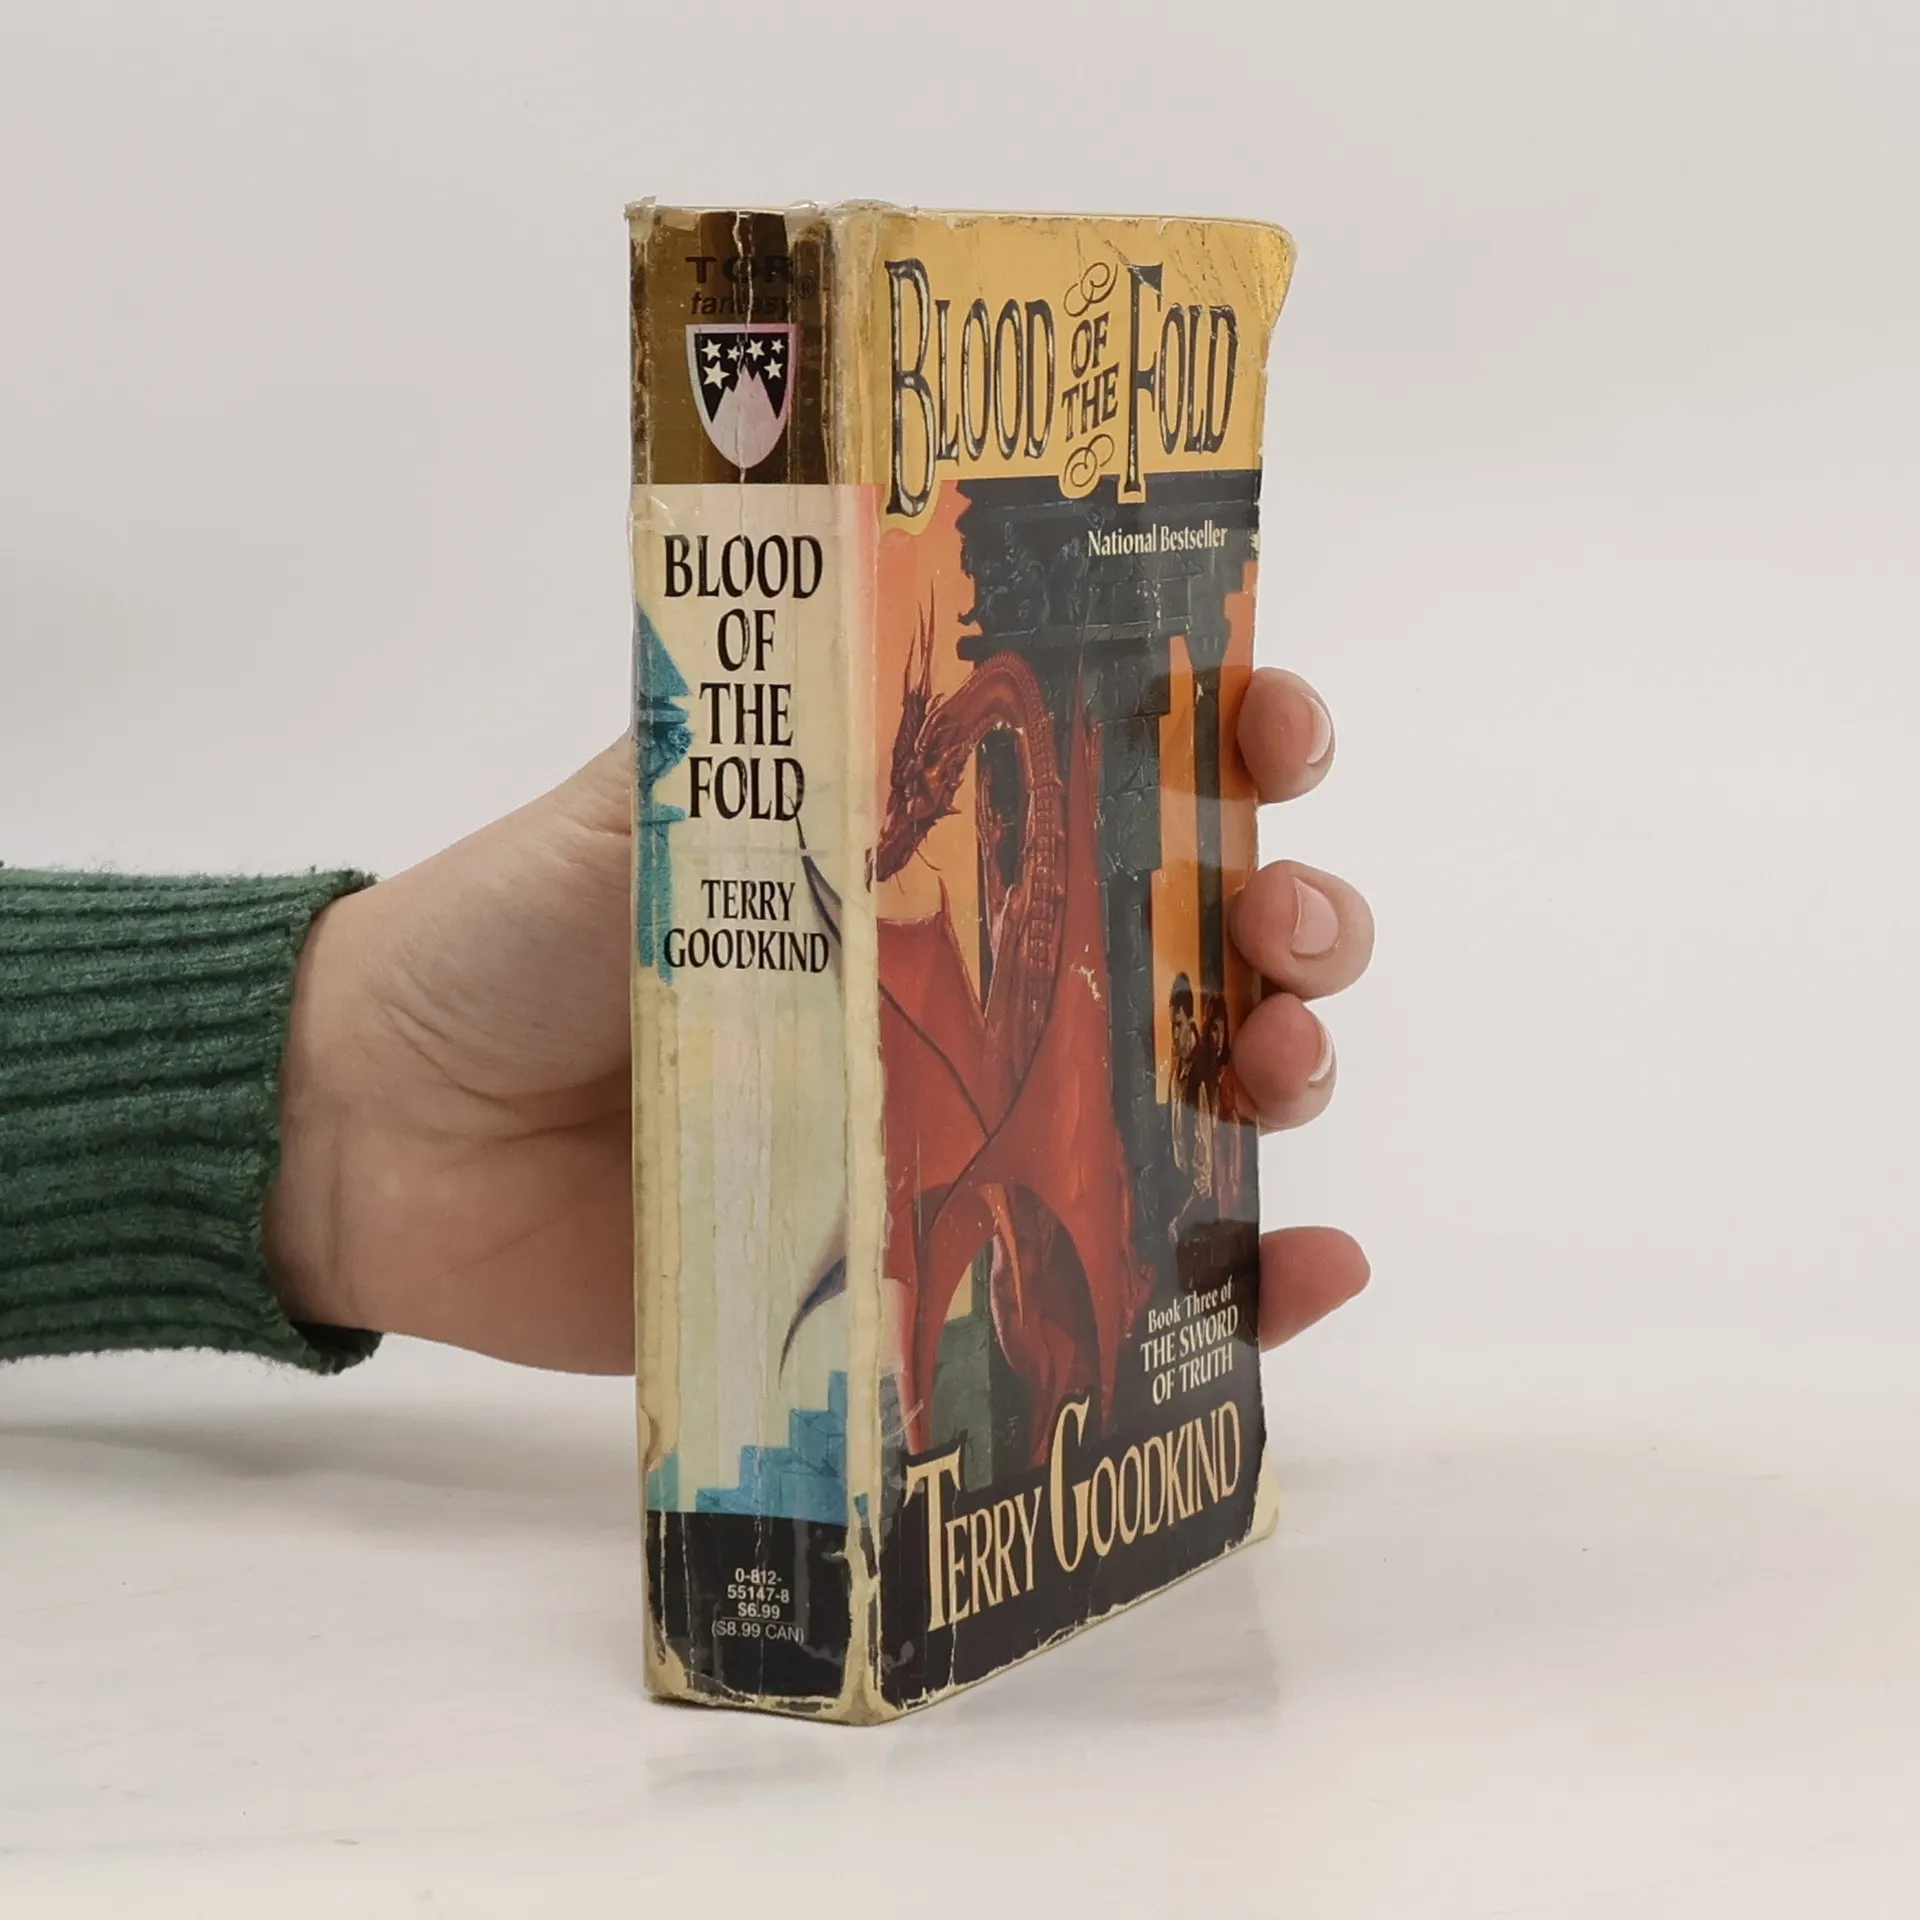 TOR®
fantasy
BLOOD
OF
THE
FOLD
TERRY
GOODKIND
0-812-
55147-8
$6.99
($8.99 CAN)
BLOOD OF THE FOLD
National Bestseller
Book Three of
THE SWORD
OF TRUTH
TERRY GOODKIND